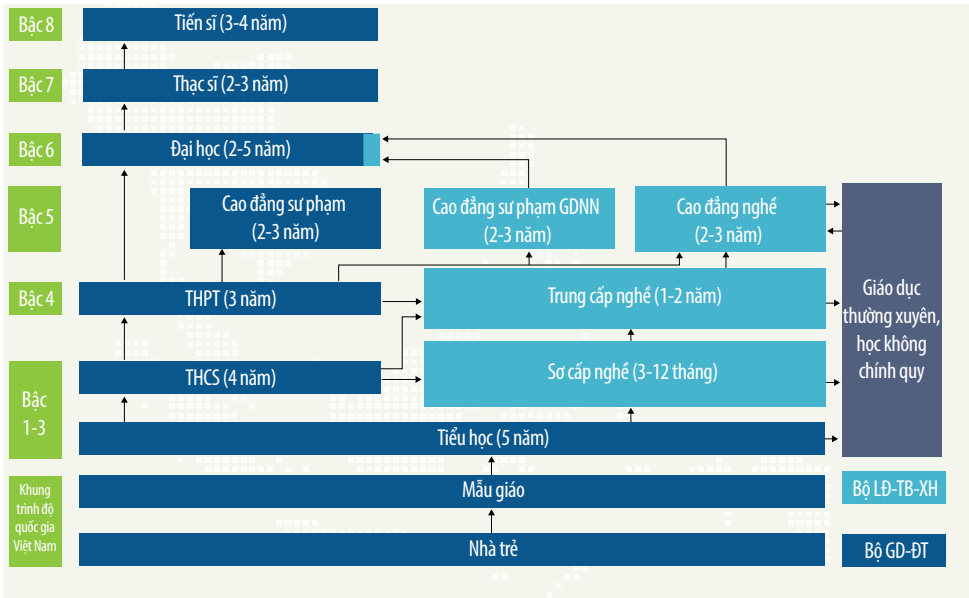 Bậc 8
Tiến sĩ (3-4 năm)
Bậc 7
Thạc sĩ (2-3 năm)
Bậc 6
Đại học (2-5 năm)
Bậc 5
Cao đẳng sư phạm
(2-3 năm)
Cao đẳng sư phạm GDNN
(2-3 năm)
Cao đẳng nghề
(2-3 năm)
Bậc 4
THPT (3 năm)
Trung cấp nghề (1-2 năm)
Giáo dục
thường xuyên,
học không
chính quy
Bậc
1-3
THCS (4 năm)
Sơ cấp nghề (3-12 tháng)
Tiểu học (5 năm)
Khung
trình độ
quốc gia
Việt Nam
Mẫu giáo
Bộ LĐ-TB-XH
Nhà trẻ
Bộ GD-ĐT